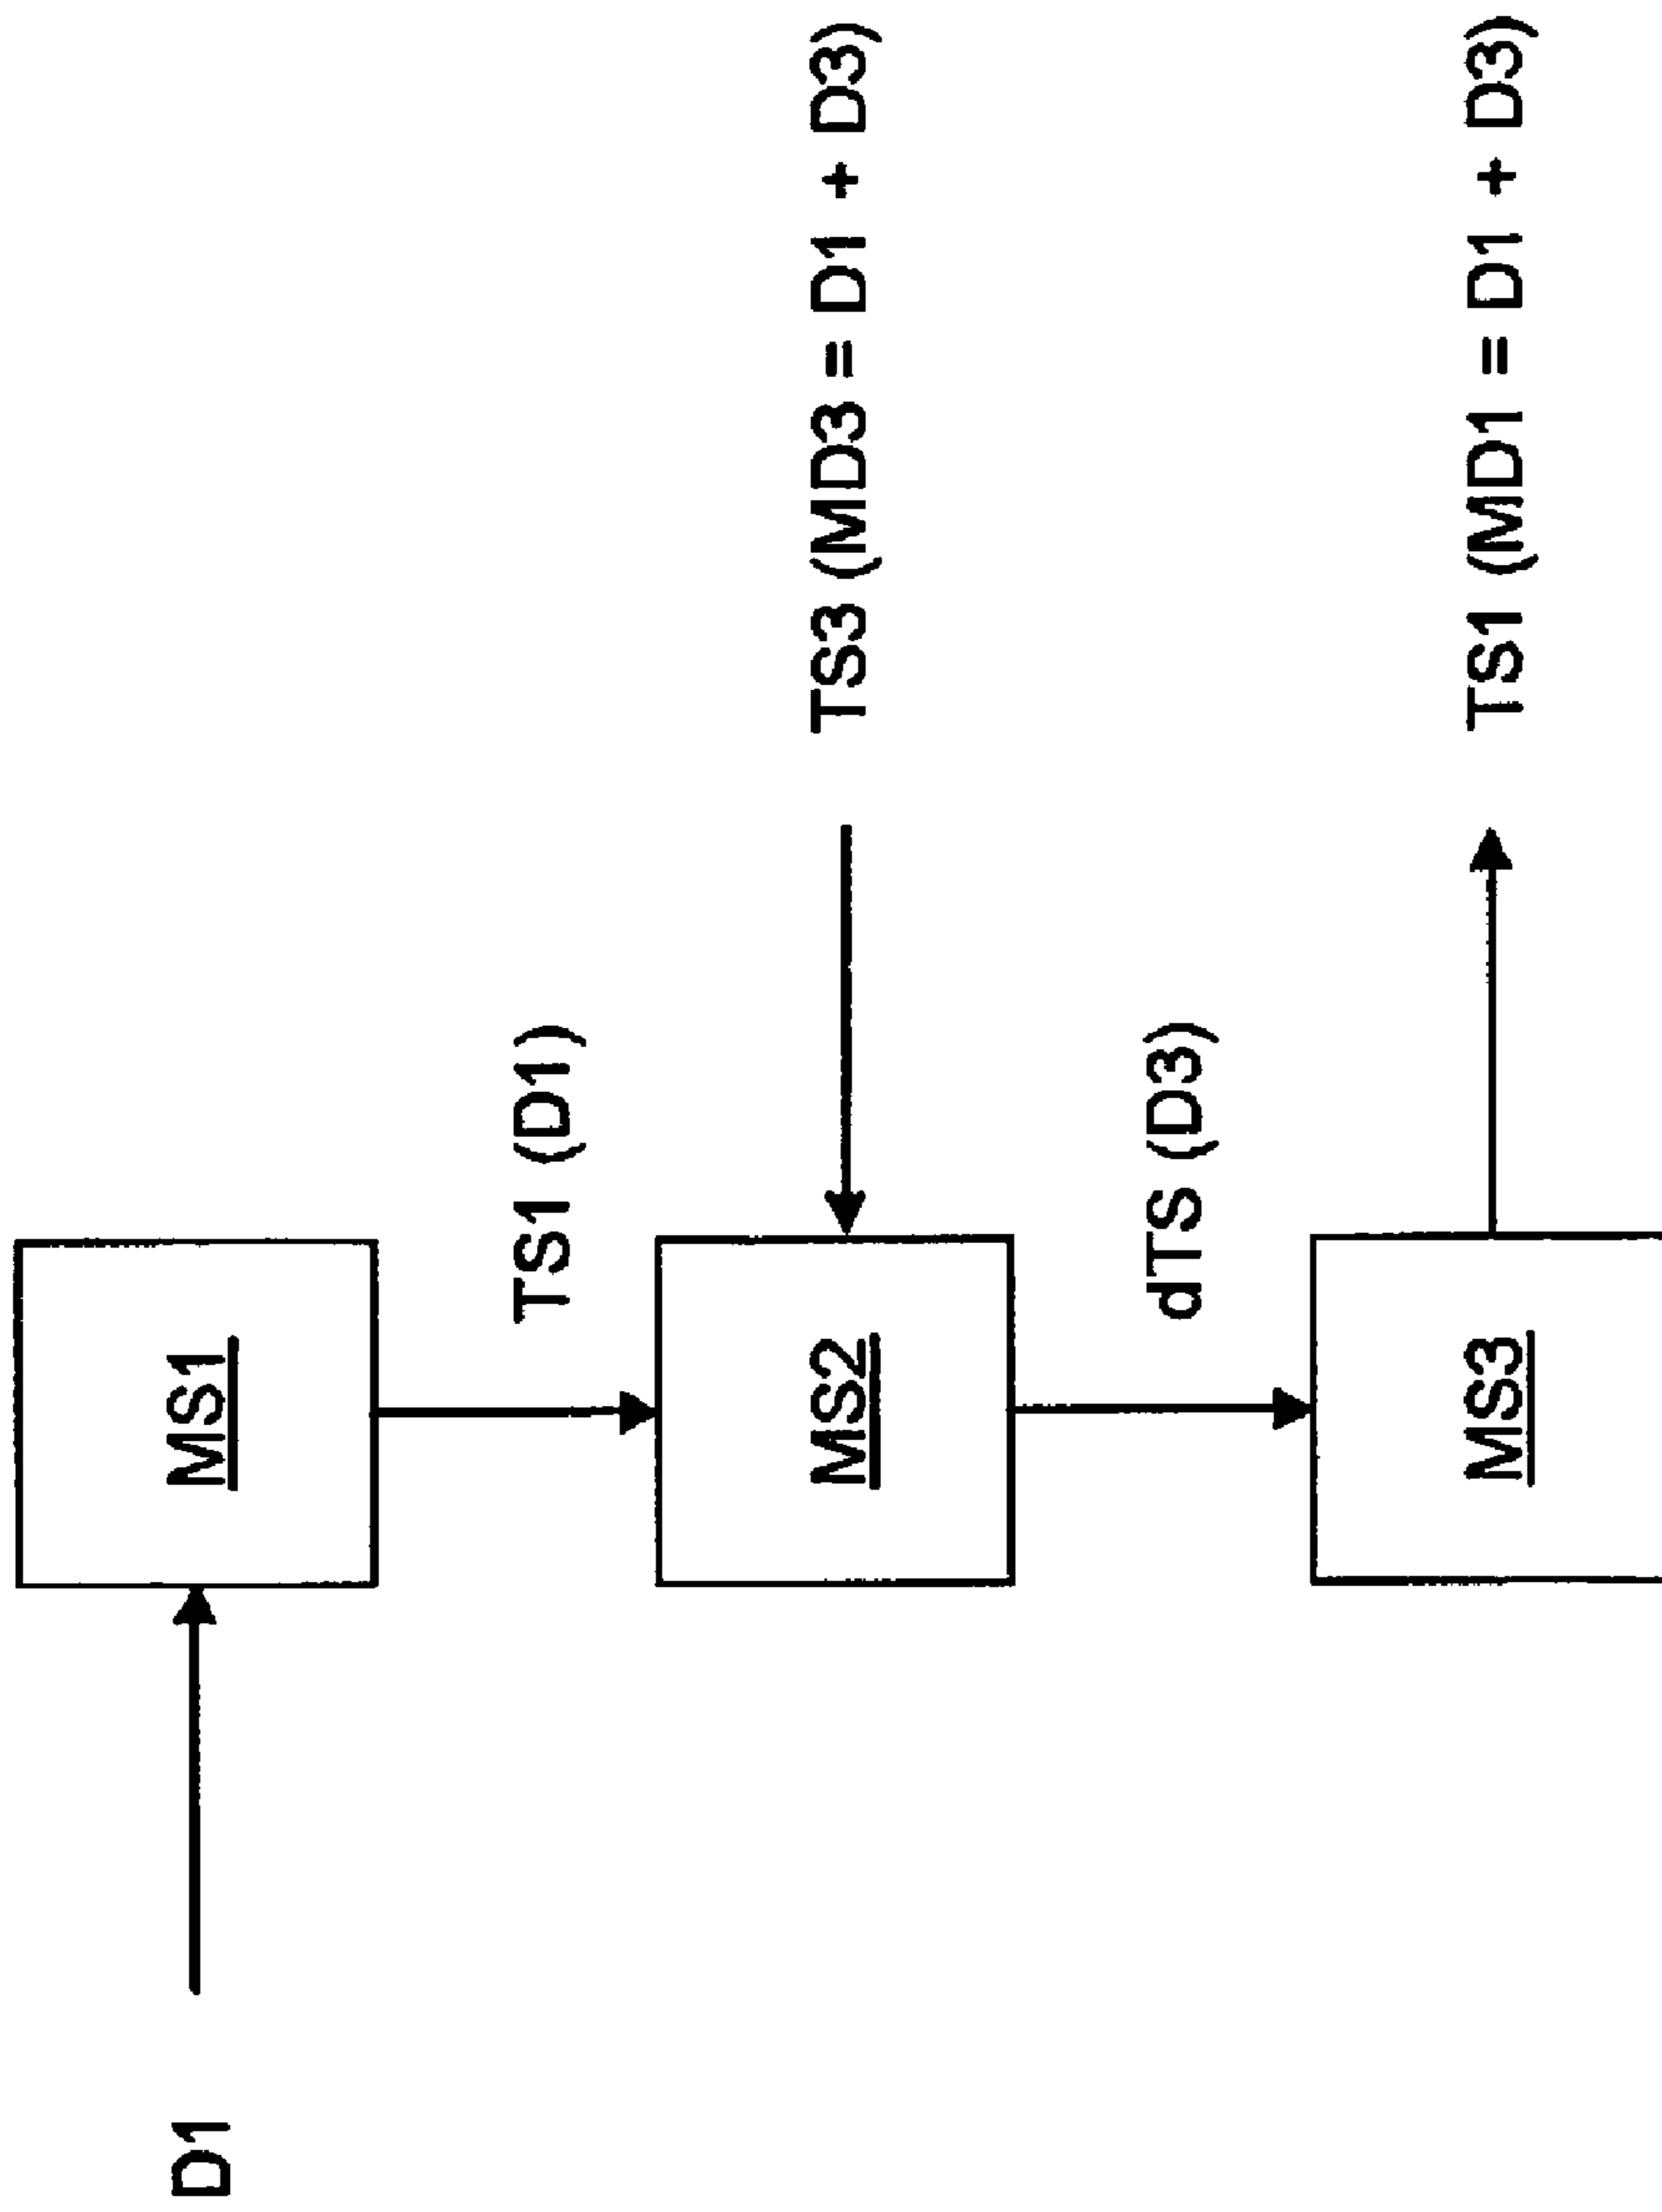 D1
MS1
TS1 (D1)
MS2
TS3 (MD3 = D1 + D3)
dTS (D3)
MS3
TS1 (MD1 = D1 + D3)